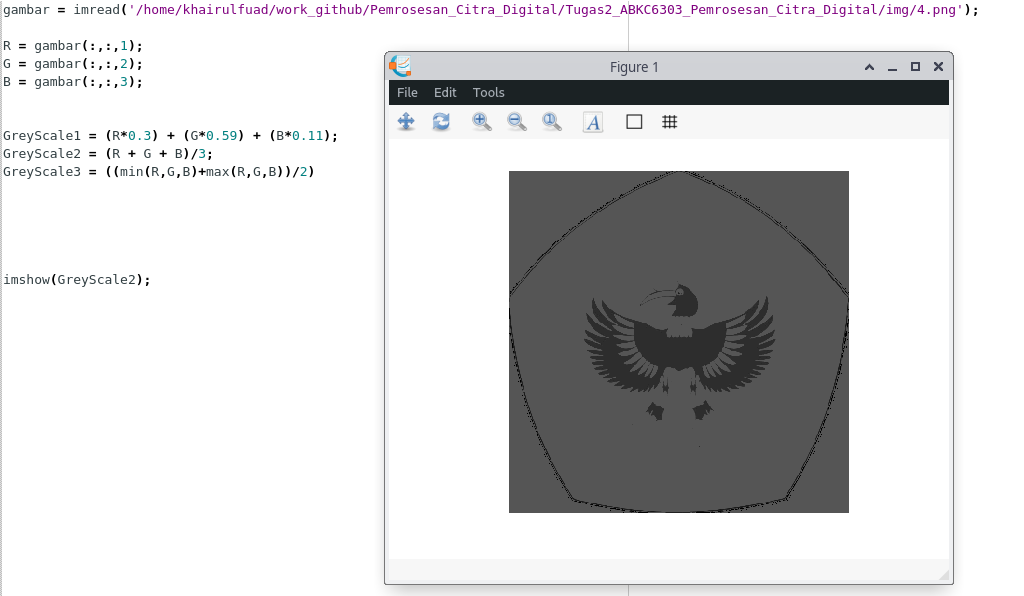 gambar = imread('/home/khairulfuad/work_github/Pemrosesan_Citra_Digital/Tugas2_ABKC6303_Pemrosesan_Citra_Digital/img/4.png');
R = gambar(:,:,1);
G = gambar(:,:,2);
B = gambar(:,:,3);
GreyScale1 = (R*0.3) + (G*0.59) + (B*0.11);
GreyScale2 = (R + G + B)/3;
GreyScale3 = ((min(R,G,B)+max(R,G,B))/2)
imshow(GreyScale2);
Figure 1
File Edit Tools
1
A